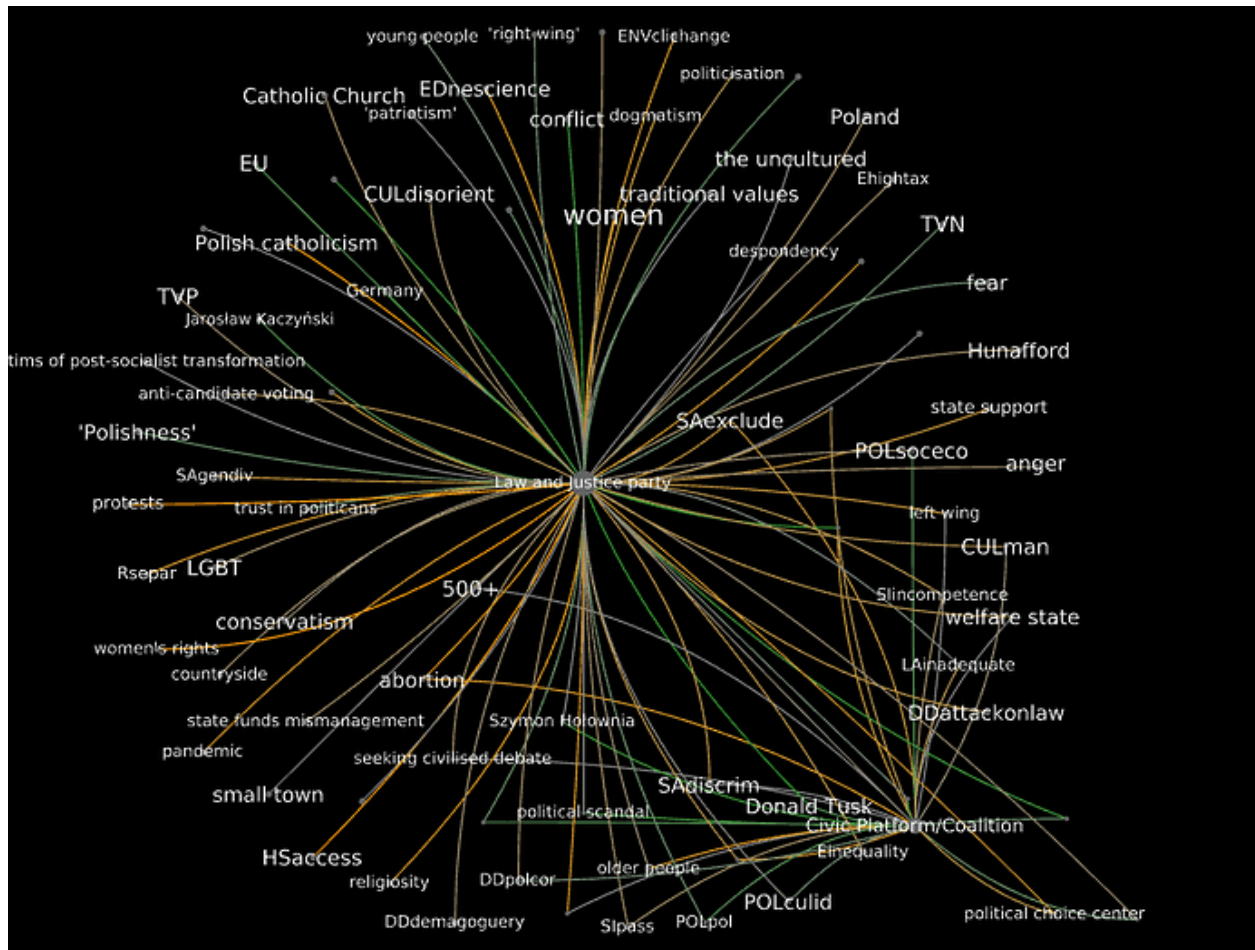 young people
'right wing'
ENVclichange
politicisation
Catholic Church
EDnescience
'patriotism'
conflict
dogmatism
Poland
EU
the uncultured
Ehightax
CULdisorient
traditional values
women
TVN
Polish catholicism
despondency
fear
TVP
Germany
Jarosław Kaczyński
tims of post-socialist transformation
Hunafford
anti-candidate voting
state support
SAexclude
'Polishness'
POLsoceco
anger
SAgendiv
Law and Justice party
protests
trust in politicans
left wing
CULman
Rsepar
LGBT
500+
SIincompetence
welfare state
conservatism
women's rights
countryside
LAinadequate
abortion
DDattackonlaw
state funds mismanagement
Szymon Hołownia
pandemic
seeking civilised debate
small town
SAdiscrim
Donald Tusk
political scandal
Civic Platform/Coalition
HSaccess
EInequality
older people
religiosity
DDpolcor
POLculid
political choice center
DDdemagoguery
SIpass
POLpol